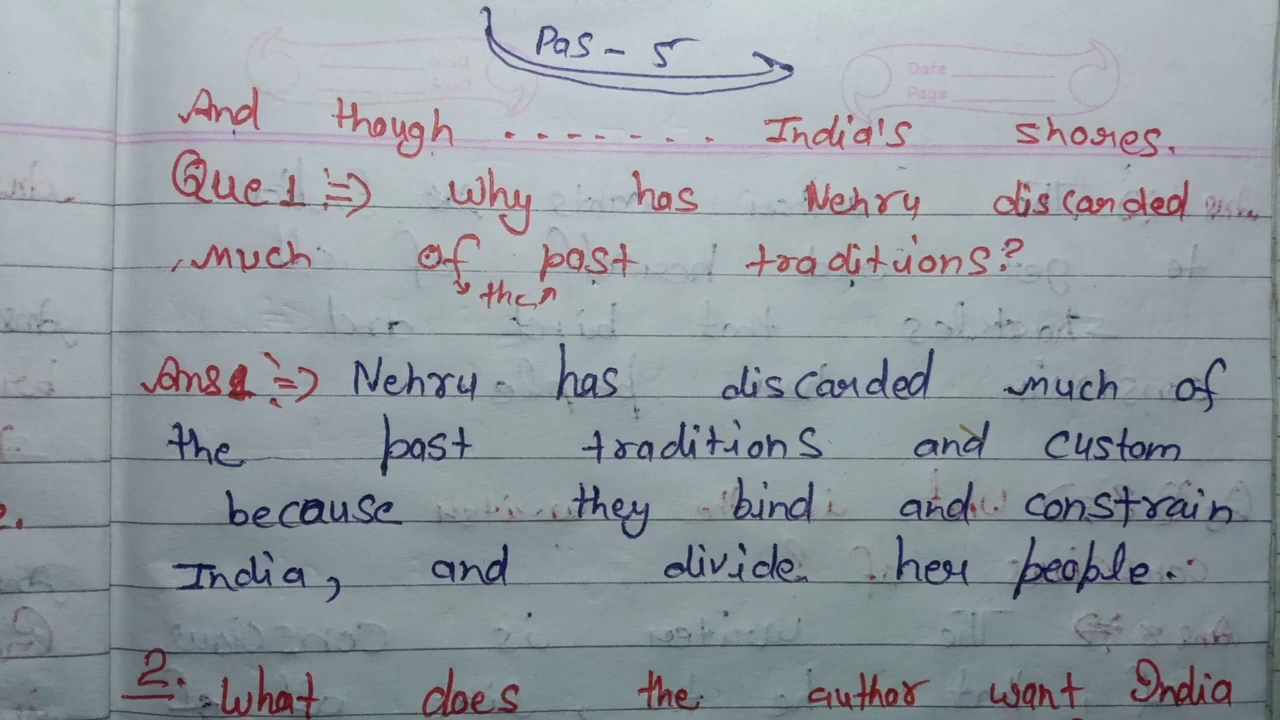 Pas - 5
Date
Page
And though ........ India's shores.
Que 1 => Why has Nehru discarded
much of past traditions?
the
Ans 1 => Nehru has discarded much of
the past traditions and custom
because they bind and constrain
India, and divide her people.
2. What does the author want India